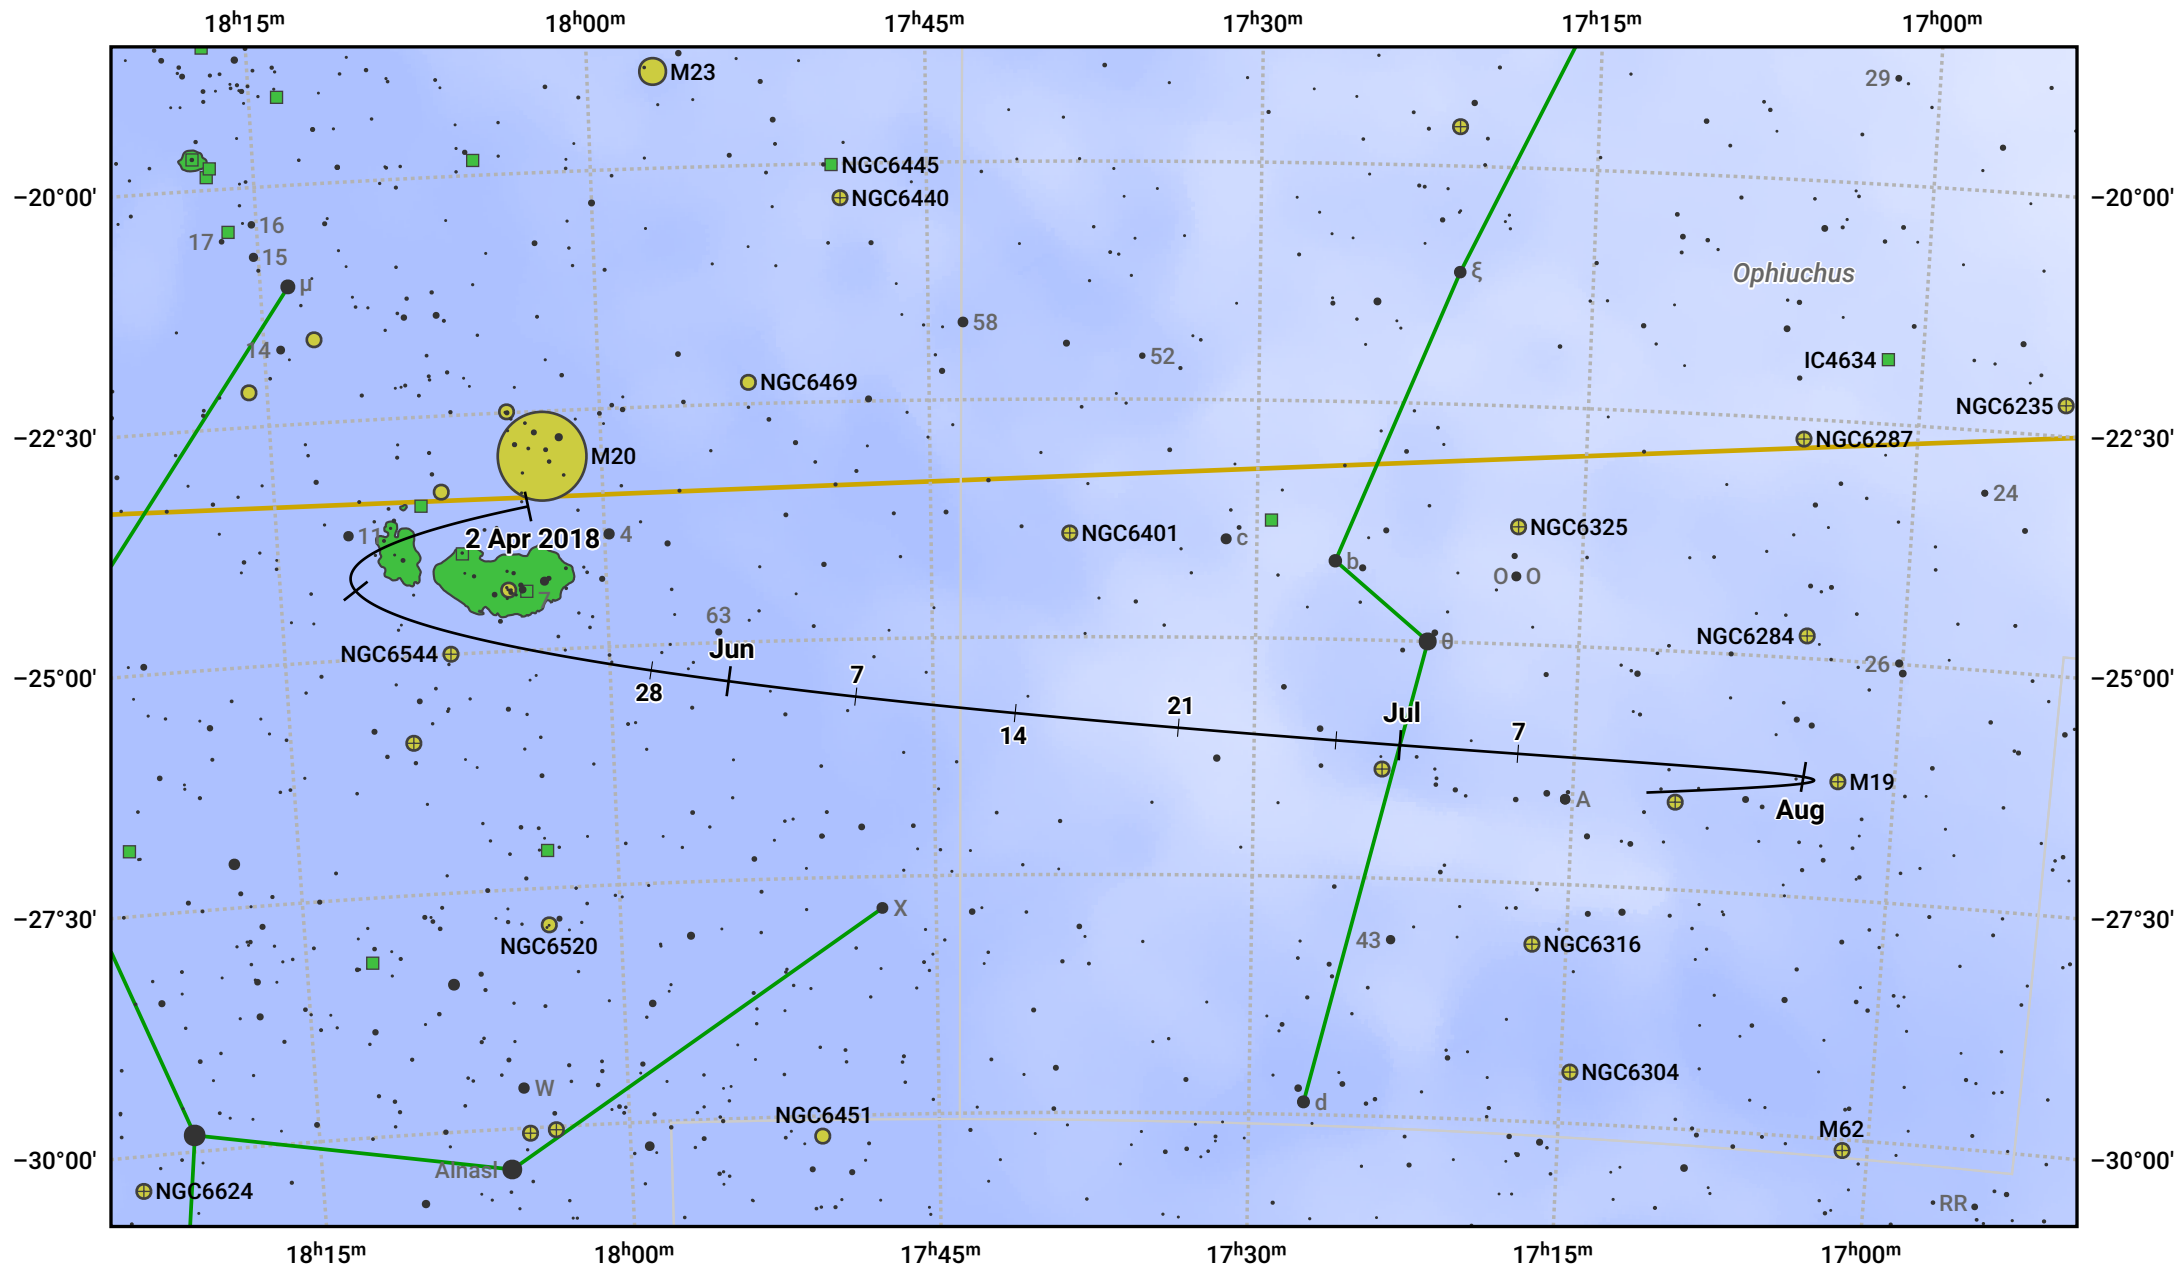 18ʰ15ᵐ 18ʰ00ᵐ 17ʰ45ᵐ 17ʰ30ᵐ 17ʰ15ᵐ 17ʰ00ᵐ
M23
29
NGC6445
−20°00' NGC6440 −20°00'
16
17
15
Ophiuchus
ξ
μ
58
14
52
IC4634
NGC6469
NGC6235
−22°30' NGC6287 −22°30'
M20
24
NGC6325
11 2 Apr 2018 4 NGC6401 c
b
O O
7
63
θ
NGC6284
Jun
NGC6544
26
−25°00' 7 −25°00'
28
21
Jul
14
7
M19
A
Aug
X
−27°30' −27°30'
43
NGC6520
NGC6316
NGC6304
W
d
NGC6451
M62
−30°00' Alnasl −30°00'
NGC6624
RR
18ʰ15ᵐ 18ʰ00ᵐ 17ʰ45ᵐ 17ʰ30ᵐ 17ʰ15ᵐ 17ʰ00ᵐ